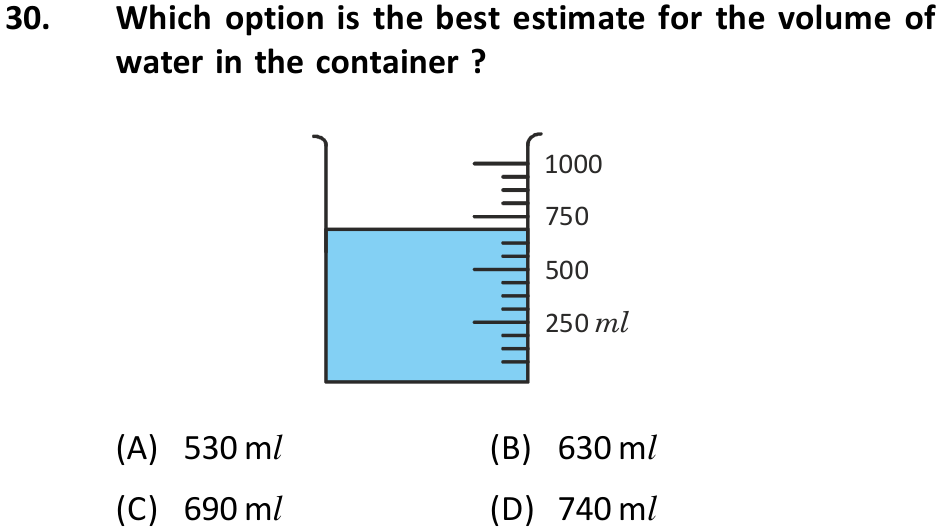 30. Which option is the best estimate for the volume of
water in the container ?
1000
750
500
250 ml
(A) 530 ml (B) 630 ml
(C) 690 ml (D) 740 ml